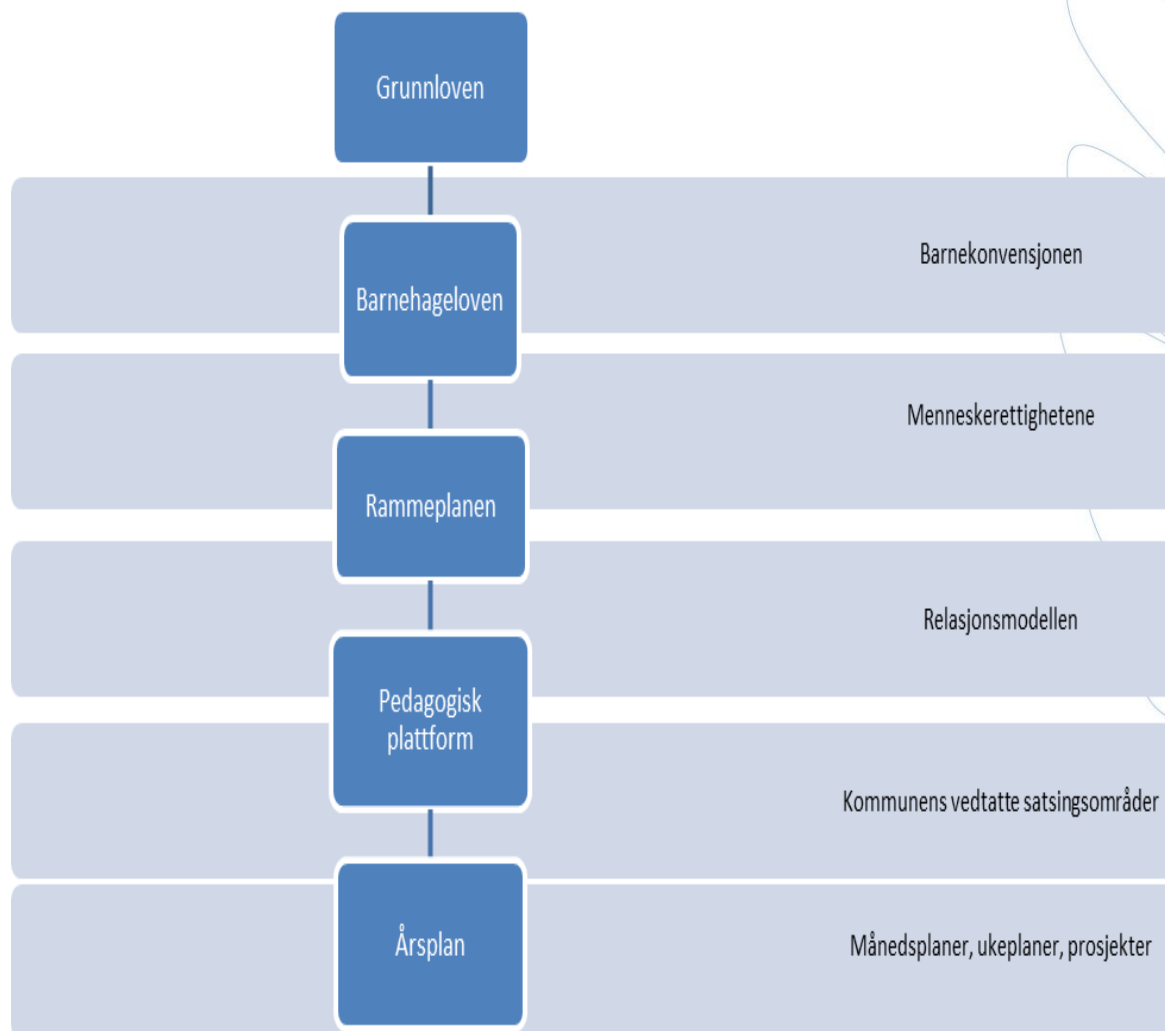 Grunnloven
Barnehageloven
Barnekonvensjonen
Menneskerettighetene
Rammeplanen
Relasjonsmodellen
Pedagogisk
plattform
Kommunens vedtatte satsingsområder
Årsplan
Månedsplaner, ukeplaner, prosjekter